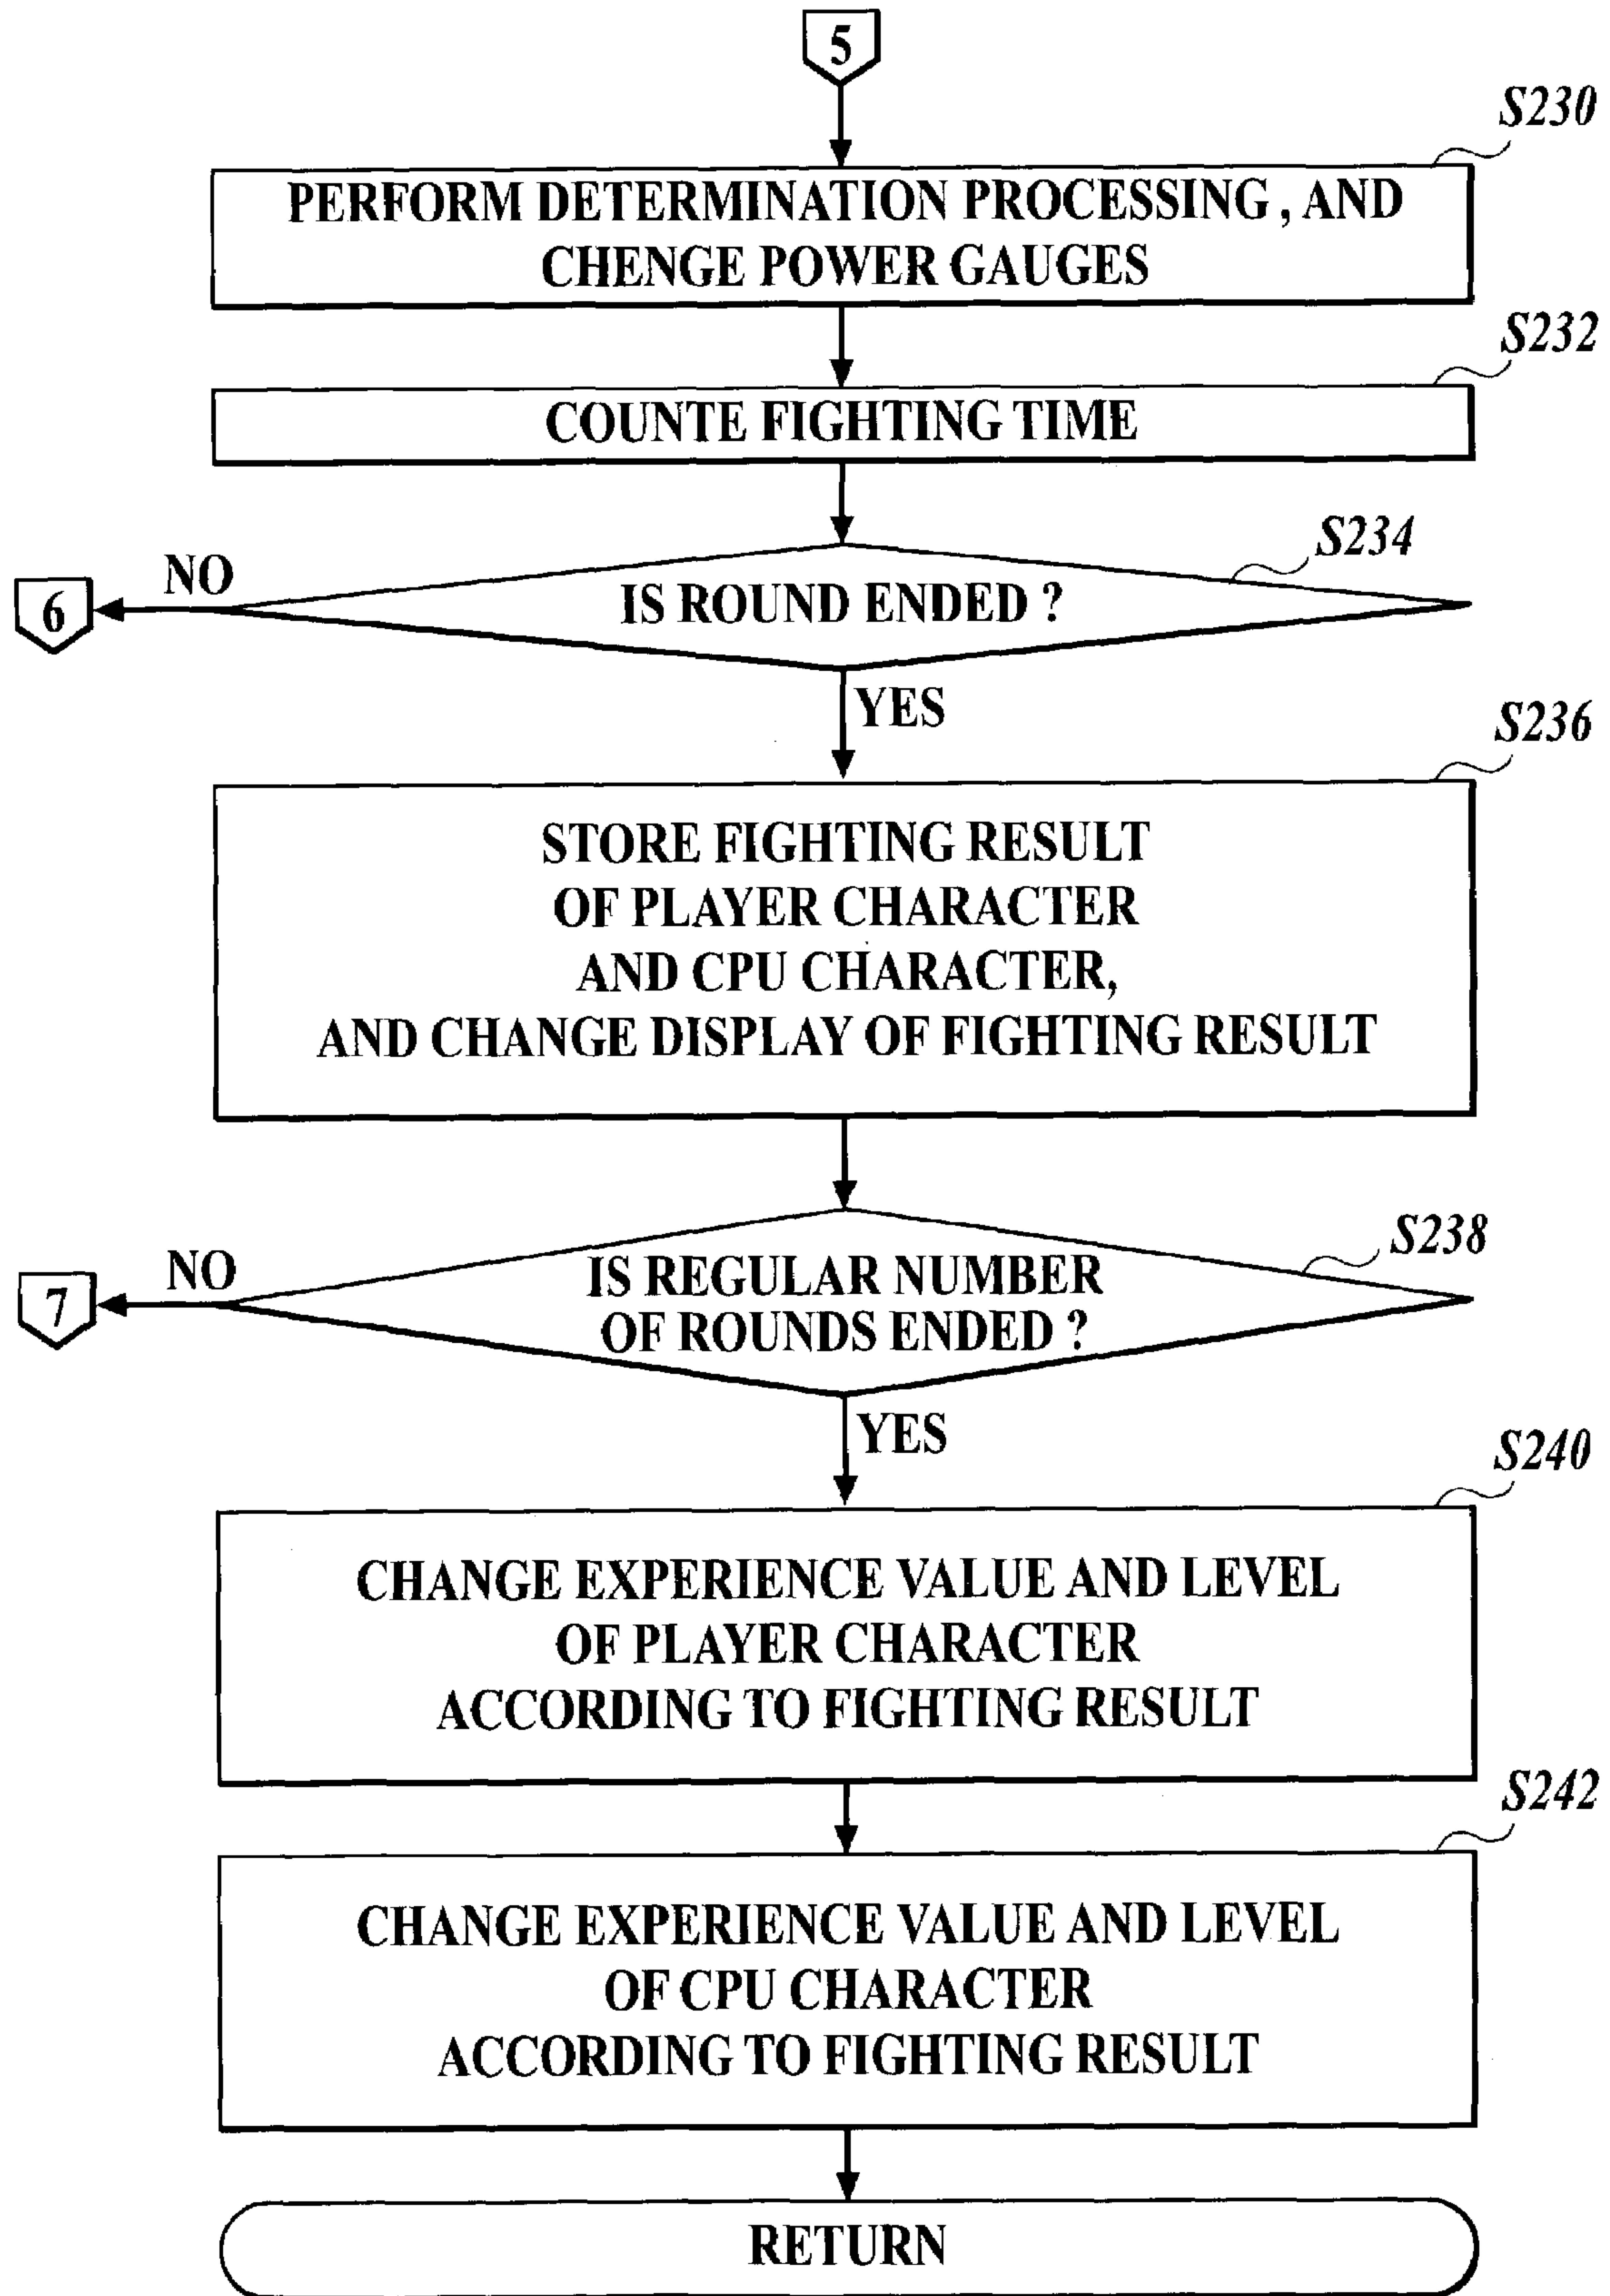 5
S230
PERFORM DETERMINATION PROCESSING , AND
CHENGE POWER GAUGES
S232
COUNTE FIGHTING TIME
S234
NO
6
IS ROUND ENDED ?
YES
S236
STORE FIGHTING RESULT
OF PLAYER CHARACTER
AND CPU CHARACTER,
AND CHANGE DISPLAY OF FIGHTING RESULT
S238
NO
7
IS REGULAR NUMBER
OF ROUNDS ENDED ?
YES
S240
CHANGE EXPERIENCE VALUE AND LEVEL
OF PLAYER CHARACTER
ACCORDING TO FIGHTING RESULT
S242
CHANGE EXPERIENCE VALUE AND LEVEL
OF CPU CHARACTER
ACCORDING TO FIGHTING RESULT
RETURN